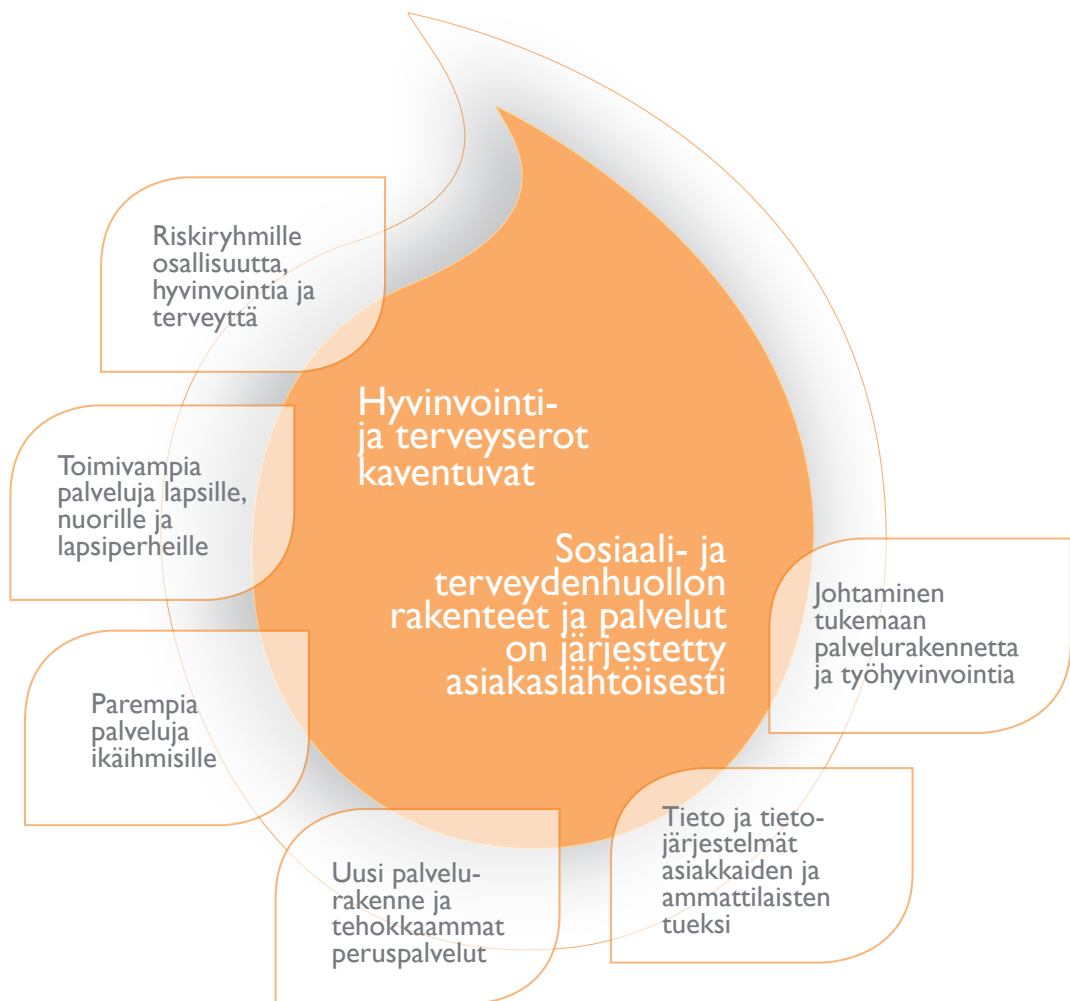 Riskiryhmille
osallisuutta,
hyvinvointia ja
terveyttä
Hyvinvointi-
ja terveyserot
kaventuvat
Toimivampia
palveluja lapsille,
nuorille ja
lapsiperheille
Sosiaali- ja
terveydenhuollon
rakenteet ja palvelut
on järjestetty
asiakaslähtöisesti
Johtaminen
tukemaan
palvelurakennetta
ja työhyvinvointia
Parempia
palveluja
ikäihmisille
Uusi palvelu-
rakenne ja
tehokkaammat
peruspalvelut
Tieto ja tieto-
järjestelmät
asiakkaiden ja
ammattilaisten
tueksi